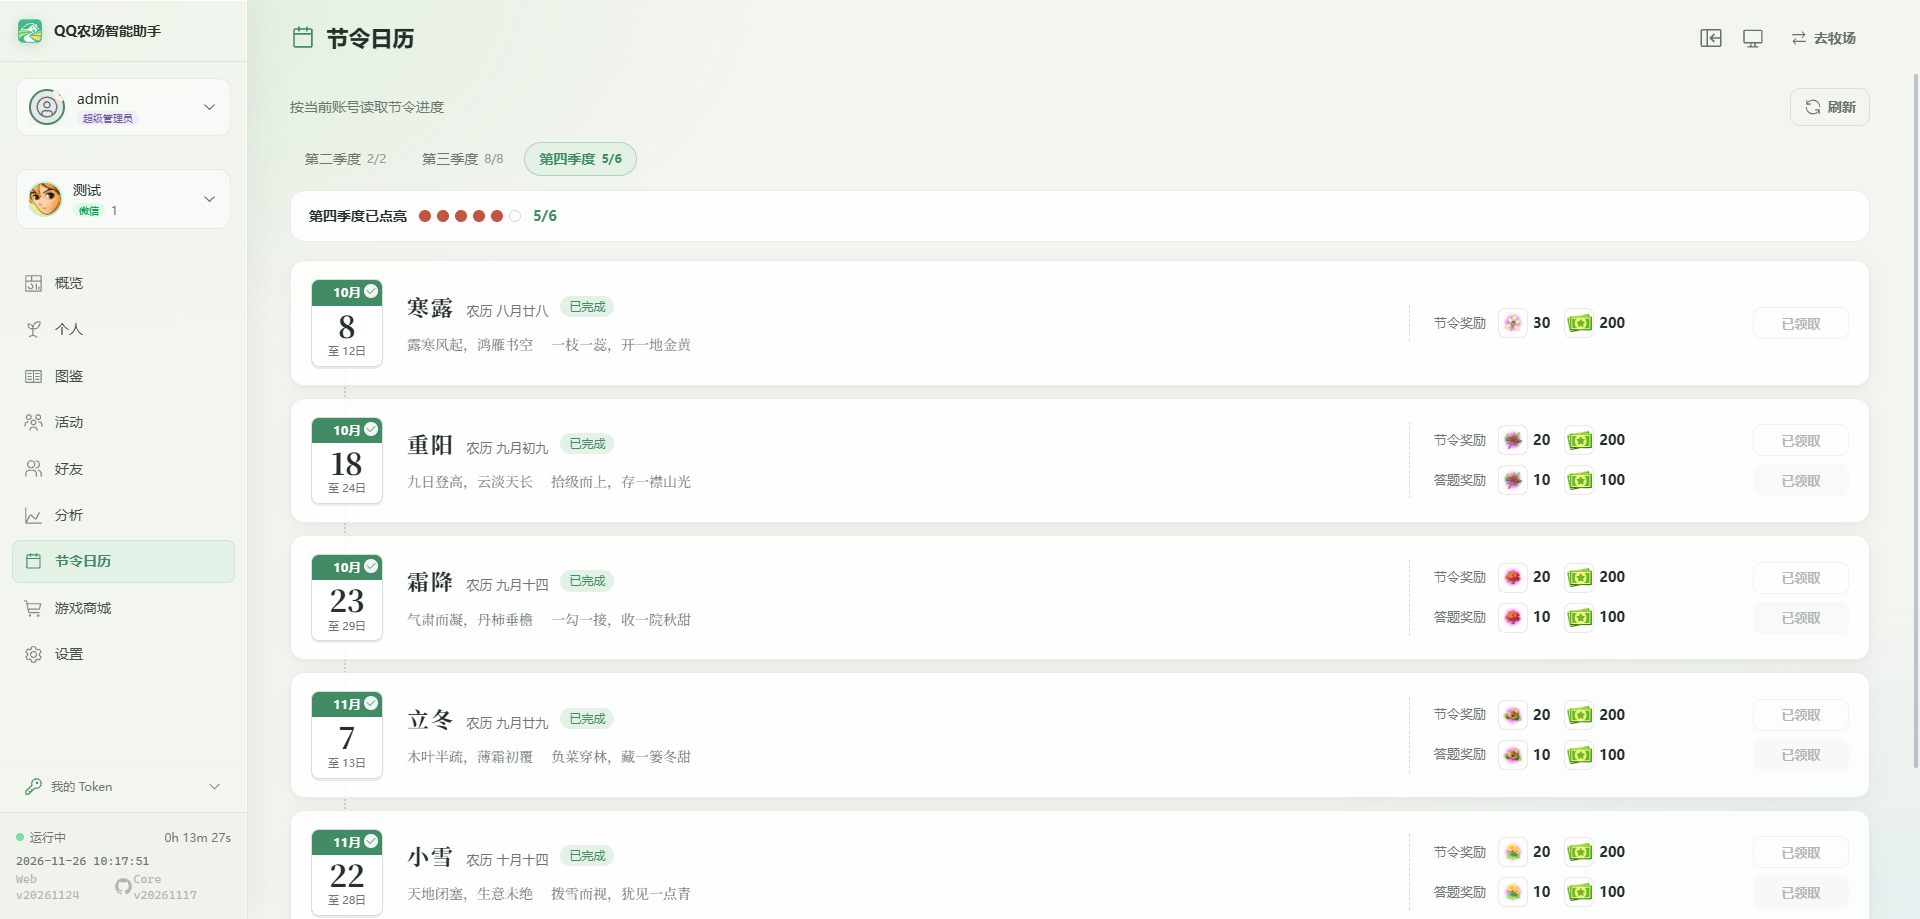 QQ农场智能助手
admin
超级管理员
测试
微信 1
概览
个人
图鉴
活动
好友
分析
节令日历
游戏商城
设置
我的 Token
运行中 0h 13m 27s
2026-11-26 10:17:51
Web
v20261124
Core
v20261117
节令日历
去牧场
按当前账号读取节令进度
刷新
第二季度 2/2 第三季度 8/8 第四季度 5/6
第四季度已点亮 5/6
10月
8
至 12日
寒露 农历 八月廿八 已完成
露寒风起，鸿雁书空 一枝一蕊，开一地金黄
节令奖励 30 200 已领取
10月
18
至 24日
重阳 农历 九月初九 已完成
九日登高，云淡天长 拾级而上，存一襟山光
节令奖励 20 200 已领取
答题奖励 10 100 已领取
10月
23
至 29日
霜降 农历 九月十四 已完成
气肃而凝，丹柿垂檐 一勾一接，收一院秋甜
节令奖励 20 200 已领取
答题奖励 10 100 已领取
11月
7
至 13日
立冬 农历 九月廿九 已完成
木叶半疏，薄霜初覆 负菜穿林，藏一篓冬甜
节令奖励 20 200 已领取
答题奖励 10 100 已领取
11月
22
至 28日
小雪 农历 十月十四 已完成
天地闭塞，生意未绝 拨雪而视，犹见一点青
节令奖励 20 200 已领取
答题奖励 10 100 已领取